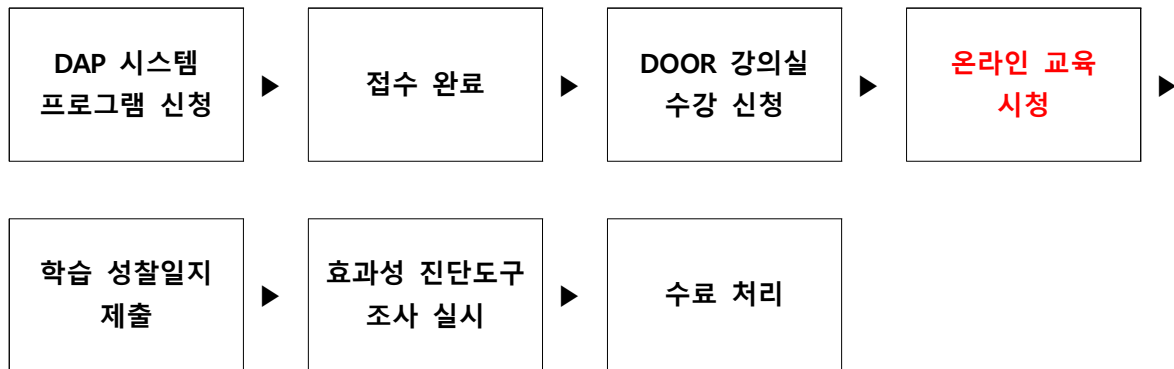 DAP 시스템
프로그램 신청
▶
접수 완료
▶
DOOR 강의실
수강 신청
▶
온라인 교육
시청
▶
학습 성찰일지
제출
▶
효과성 진단도구
조사 실시
▶
수료 처리